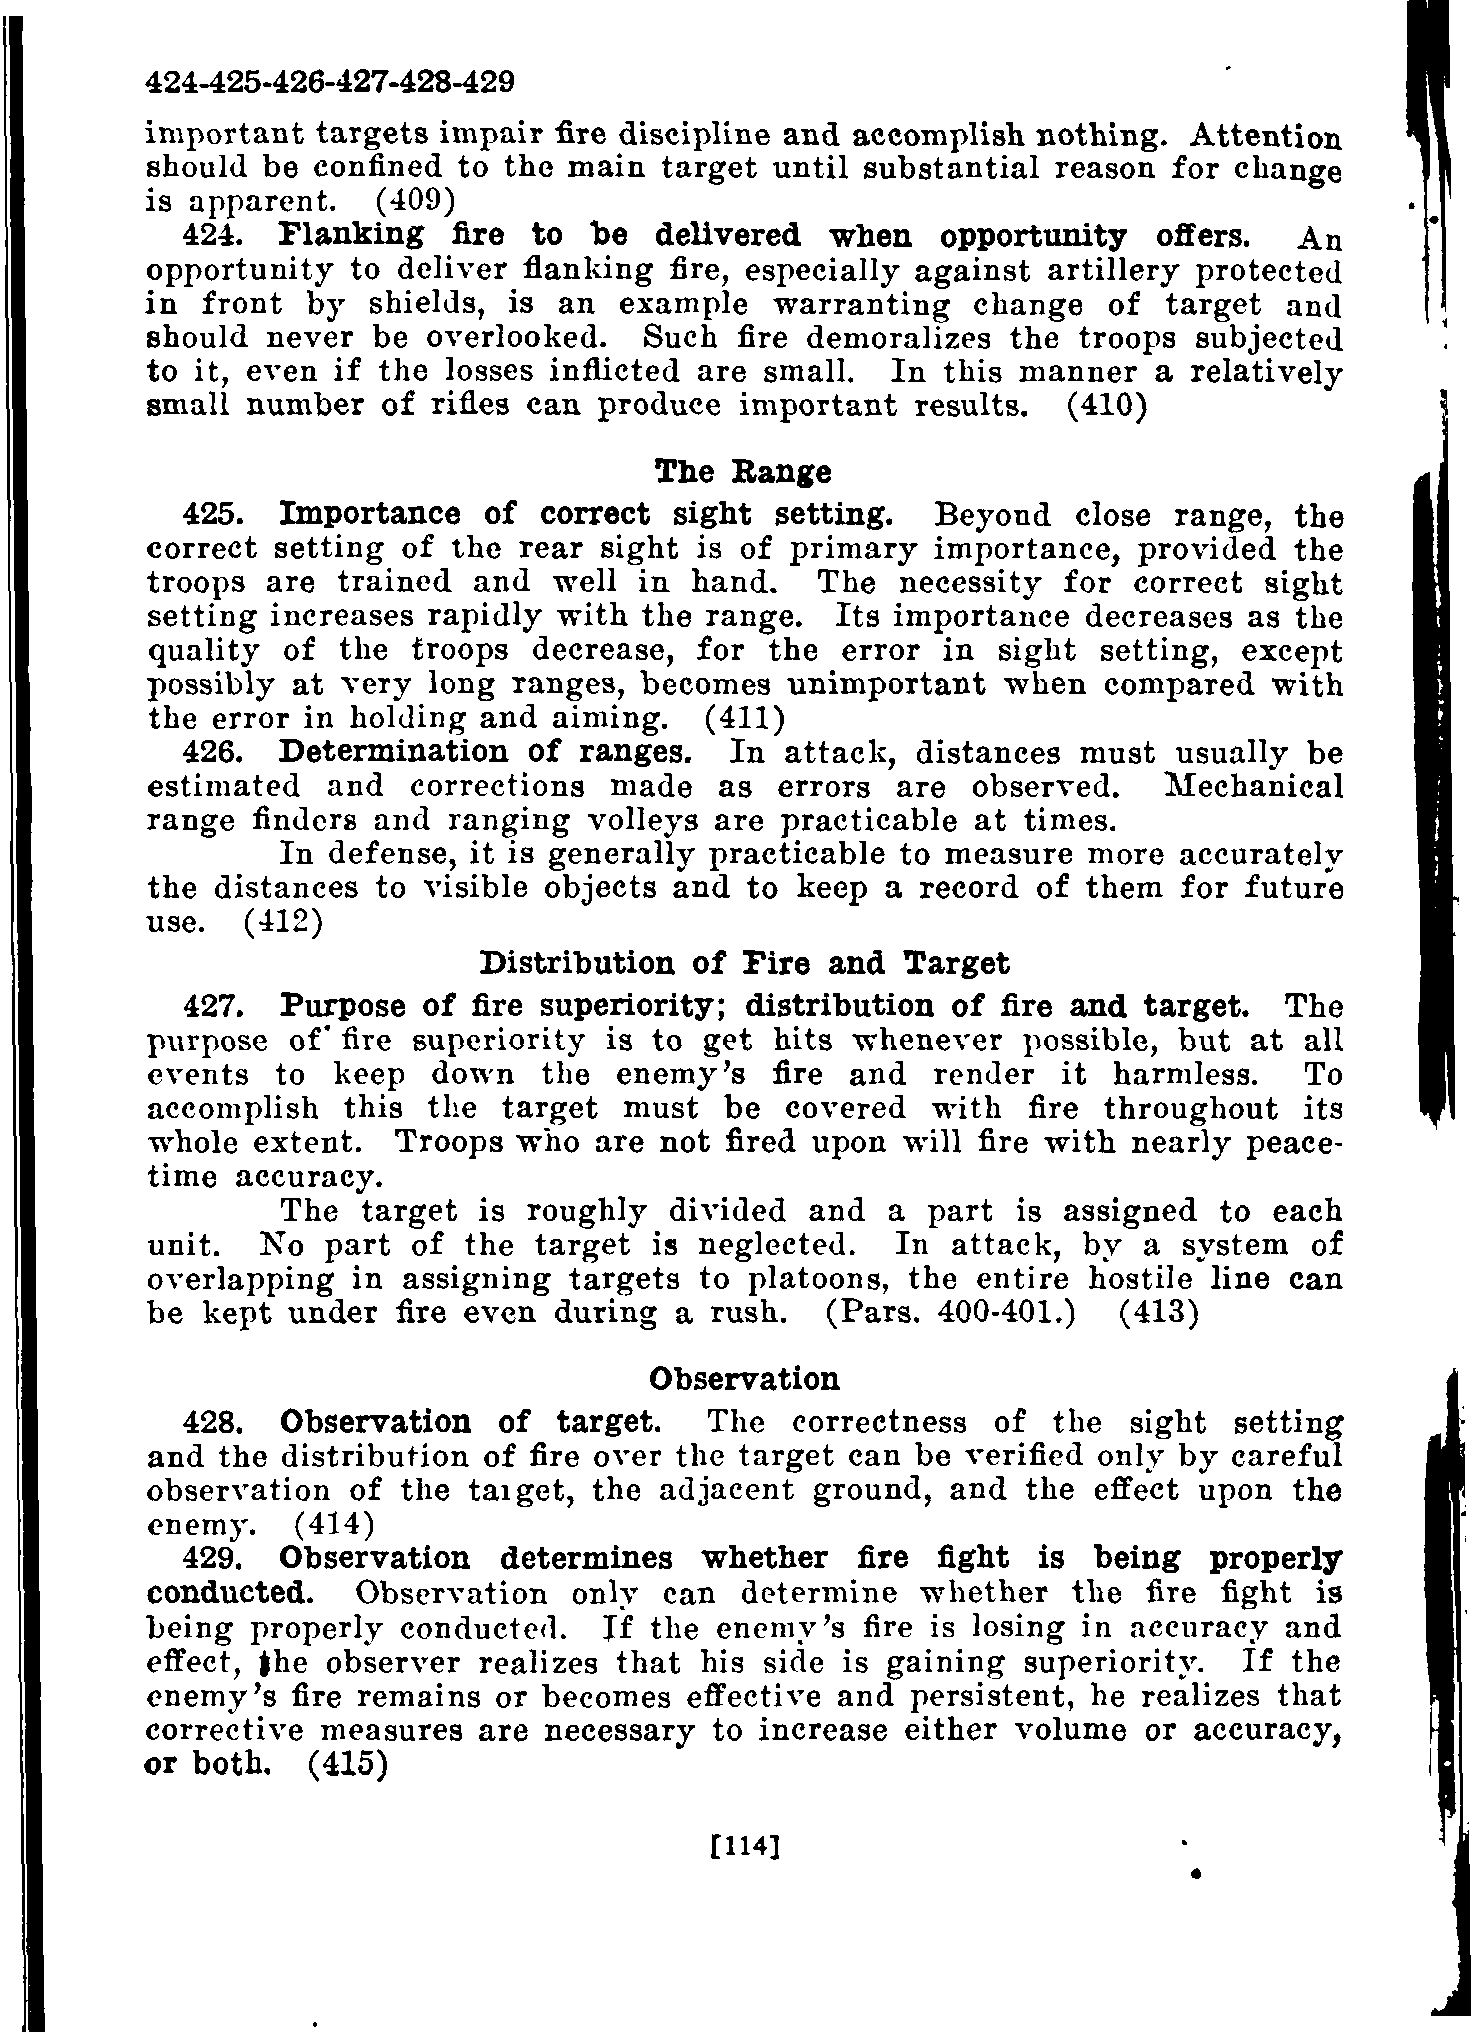 424-425-426-427-428-429
important targets impair fire discipline and accomplish nothing. Attention
should be confined to the main target until substantial reason for change
is apparent. (409)
424. Flanking fire to be delivered when opportunity offers. An
opportunity to deliver flanking fire, especially against artillery protected
in front by shields, is an example warranting change of target and
should never be overlooked. Such fire demoralizes the troops subjected
to it, even if the losses inflicted are small. In this manner a relatively
small number of rifles can produce important results. (410)
The Range
425. Importance of correct sight setting. Beyond close range, the
correct setting of the rear sight is of primary importance, provided the
troops are trained and well in hand. The necessity for correct sight
setting increases rapidly with the range. Its importance decreases as the
quality of the troops decrease, for the error in sight setting, except
possibly at very long ranges, becomes unimportant when compared with
the error in holding and aiming. (411)
426. Determination of ranges. In attack, distances must usually be
estimated and corrections made as errors are observed. Mechanical
range finders and ranging volleys are practicable at times.
In defense, it is generally practicable to measure more accurately
the distances to visible objects and to keep a record of them for future
use. (412)
Distribution of Fire and Target
427. Purpose of fire superiority; distribution of fire and target. The
purpose of fire superiority is to get hits whenever possible, but at all
events to keep down the enemy's fire and render it harmless. To
accomplish this the target must be covered with fire throughout its
whole extent. Troops who are not fired upon will fire with nearly peace-
time accuracy.
The target is roughly divided and a part is assigned to each
unit. No part of the target is neglected. In attack, by a system of
overlapping in assigning targets to platoons, the entire hostile line can
be kept under fire even during a rush. (Pars. 400-401.) (413)
Observation
428. Observation of target. The correctness of the sight setting
and the distribution of fire over the target can be verified only by careful
observation of the target, the adjacent ground, and the effect upon the
enemy. (414)
429. Observation determines whether fire fight is being properly
conducted. Observation only can determine whether the fire fight is
being properly conducted. If the enemy's fire is losing in accuracy and
effect, the observer realizes that his side is gaining superiority. If the
enemy's fire remains or becomes effective and persistent, he realizes that
corrective measures are necessary to increase either volume or accuracy,
or both. (415)
[114]